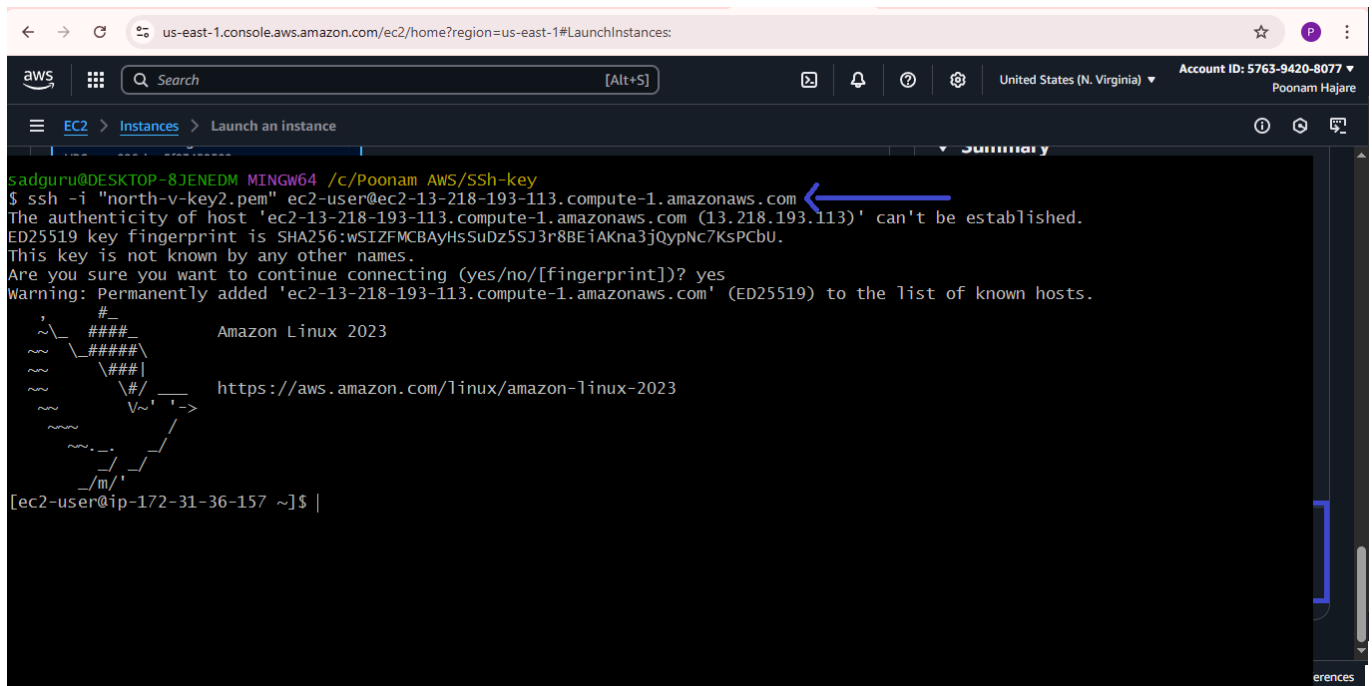 us-east-1.console.aws.amazon.com/ec2/home?region=us-east-1#LaunchInstances:
P
aws
Search
[Alt+S]
United States (N. Virginia)
Account ID: 5763-9420-8077
Poonam Hajare
EC2 > Instances > Launch an instance
Summary
sadguru@DESKTOP-8JENEDM MINGW64 /c/Poonam AWS/SSh-key
$ ssh -i "north-v-key2.pem" ec2-user@ec2-13-218-193-113.compute-1.amazonaws.com
The authenticity of host 'ec2-13-218-193-113.compute-1.amazonaws.com (13.218.193.113)' can't be established.
ED25519 key fingerprint is SHA256:wSIZFMCBAyHsSuDz5SJ3r8BEiAKna3jQypNc7KsPCbU.
This key is not known by any other names.
Are you sure you want to continue connecting (yes/no/[fingerprint])? yes
Warning: Permanently added 'ec2-13-218-193-113.compute-1.amazonaws.com' (ED25519) to the list of known hosts.
   ,     #_
   ~\_  ####_        Amazon Linux 2023
  ~~  \_#####\
  ~~     \###|
  ~~       \#/ ___   https://aws.amazon.com/linux/amazon-linux-2023
   ~~       V~' '->
    ~~~         /
      ~~._.   _/
         _/ _/
       _/m/'
[ec2-user@ip-172-31-36-157 ~]$
erences